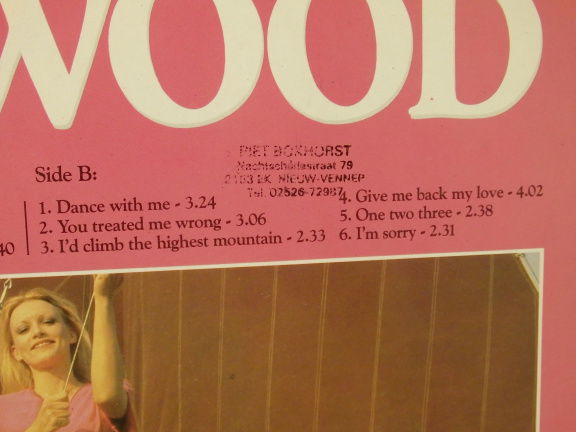 WOOD
PIET BOKHORST
Nachtschadestraat 79
2153 EK NIEUW-VENNEP
Tel. 02526-72987
Side B:
1. Dance with me - 3.24
2. You treated me wrong - 3.06
3. I'd climb the highest mountain - 2.33
4. Give me back my love - 4.02
5. One two three - 2.38
6. I'm sorry - 2.31
40